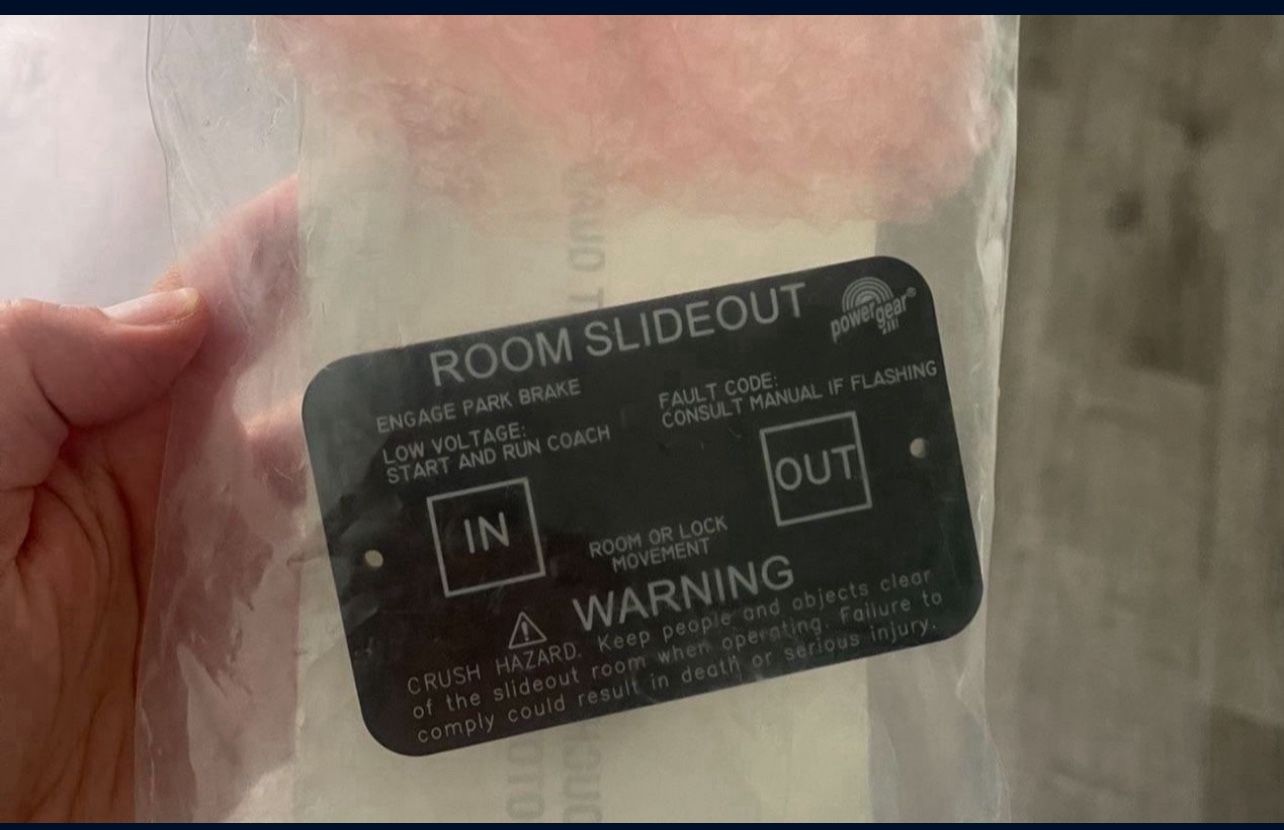 ROOM SLIDEOUT
powergear®
ENGAGE PARK BRAKE
LOW VOLTAGE:
START AND RUN COACH
FAULT CODE:
CONSULT MANUAL IF FLASHING
IN
OUT
ROOM OR LOCK
MOVEMENT
WARNING
CRUSH HAZARD. Keep people and objects clear
of the slideout room when operating. Failure to
comply could result in death or serious injury.